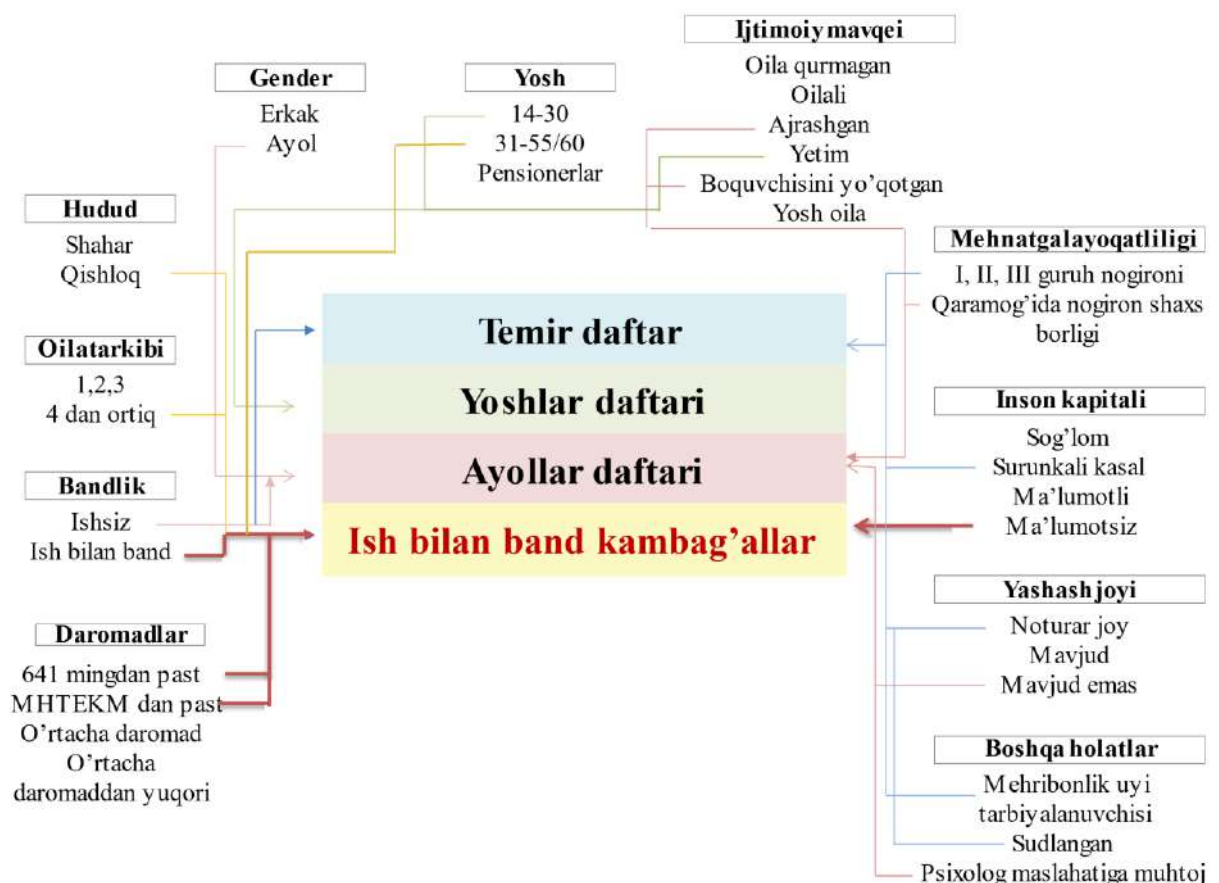 Ijtimoiy mavqei
Oila qurmagan
Oilali
Ajrashgan
Yetim
Boquvchisini yo’qotgan
Yosh oila
Gender
Erkak
Ayol
Yosh
14-30
31-55/60
Pensionerlar
Hudud
Shahar
Qishloq
Oila tarkibi
1,2,3
4 dan ortiq
Bandlik
Ishsiz
Ish bilan band
Daromadlar
641 mingdan past
MHTEKM dan past
O’rtacha daromad
O’rtacha
daromaddan yuqori
Temir daftar
Yoshlar daftari
Ayollar daftari
Ish bilan band kambag’allar
Mehnatga layoqatliligi
I, II, III guruh nogironi
Qaramog’ida nogiron shaxs
borligi
Inson kapitali
Sog’lom
Surunkali kasal
Ma’lumotli
Ma’lumotsiz
Yashash joyi
Noturar joy
Mavjud
Mavjud emas
Boshqa holatlar
Mehribonlik uyi
tarbiyalanuvchisi
Sudlangan
Psixolog maslahatiga muhtoj